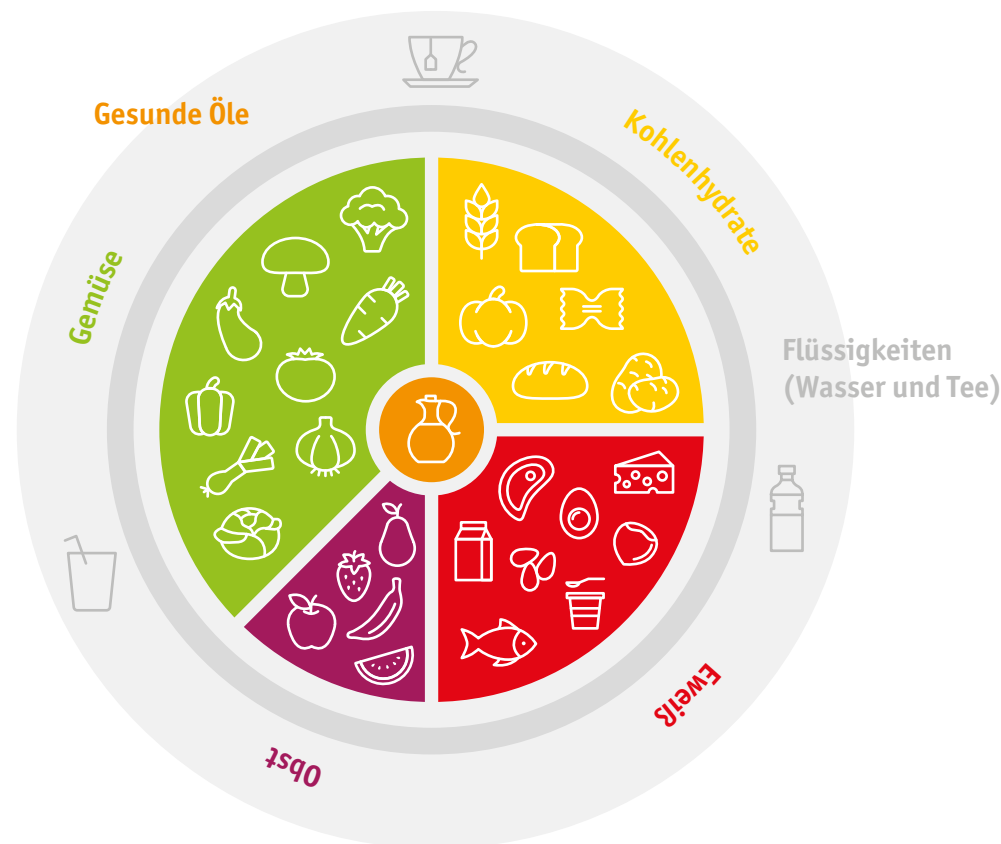 Gesunde Öle
Kohlenhydrate
Gemüse
Flüssigkeiten
(Wasser und Tee)
Eweiß
Obst